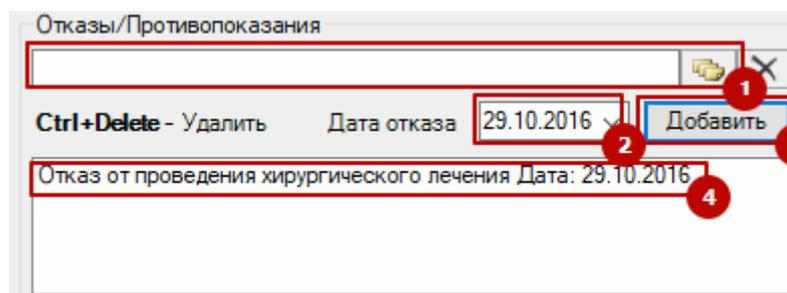 Отказы/Противопоказания
1
Ctrl+Delete - Удалить Дата отказа 29.10.2016 Добавить
2
Отказ от проведения хирургического лечения Дата: 29.10.2016
4